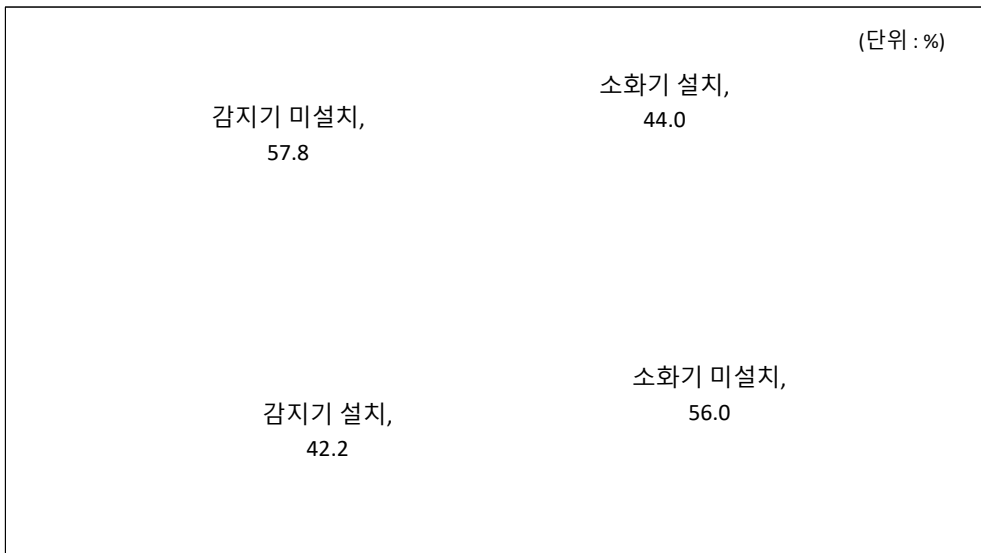 (단위 : %)
소화기 설치,
44.0
감지기 미설치,
57.8
소화기 미설치,
56.0
감지기 설치,
42.2